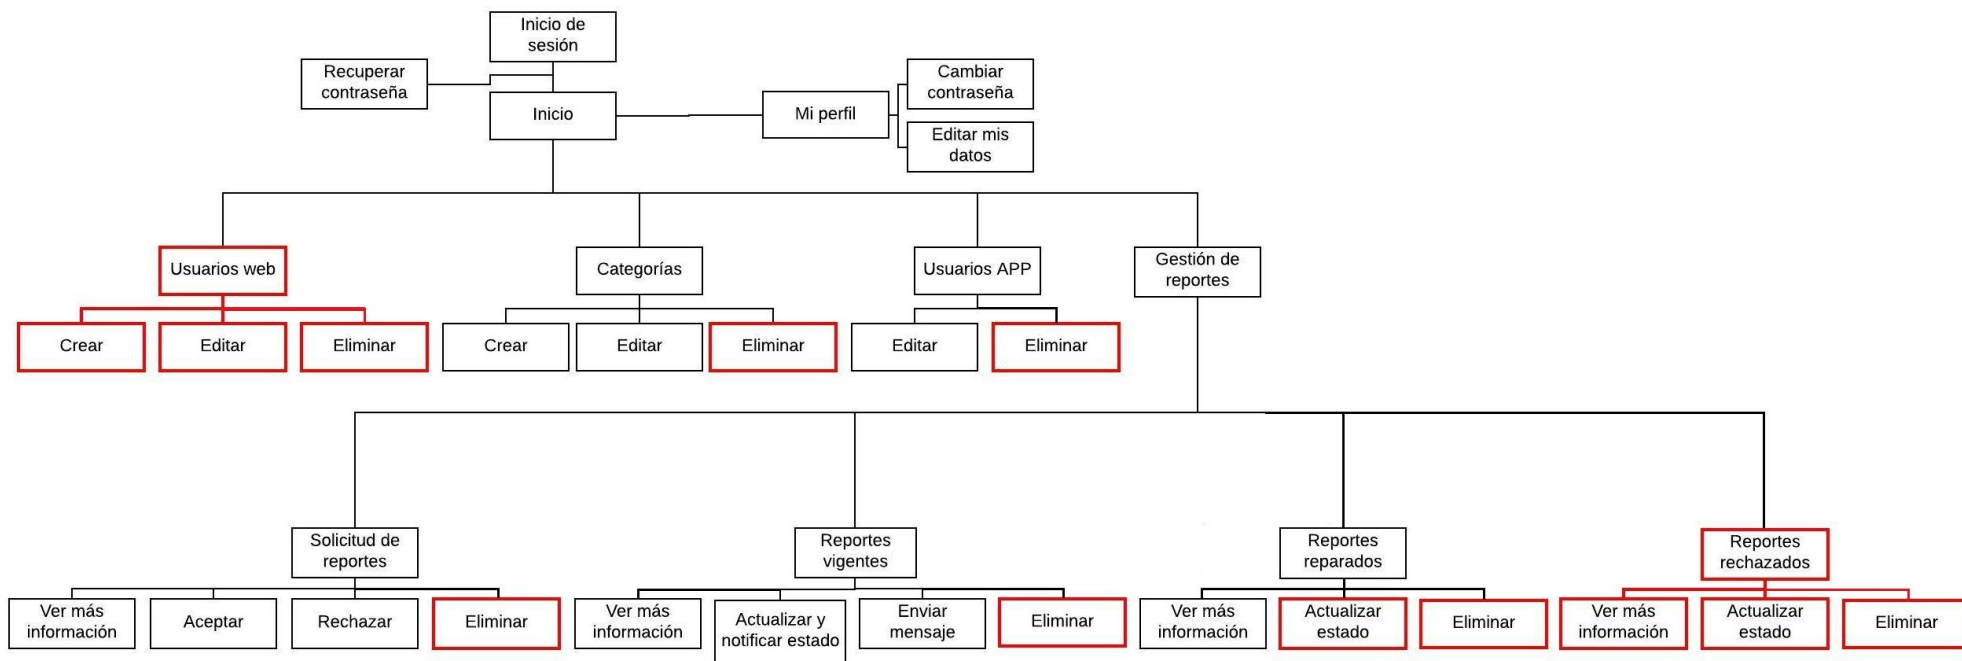 Inicio de
sesión
Recuperar
contraseña
Inicio
Mi perfil
Cambiar
contraseña
Editar mis
datos
Usuarios web
Categorías
Usuarios APP
Gestión de
reportes
Crear
Editar
Eliminar
Crear
Editar
Eliminar
Editar
Eliminar
Solicitud de
reportes
Reportes
vigentes
Reportes
reparados
Reportes
rechazados
Ver más
información
Aceptar
Rechazar
Eliminar
Ver más
información
Actualizar y
notificar estado
Enviar
mensaje
Eliminar
Ver más
información
Actualizar
estado
Eliminar
Ver más
información
Actualizar
estado
Eliminar